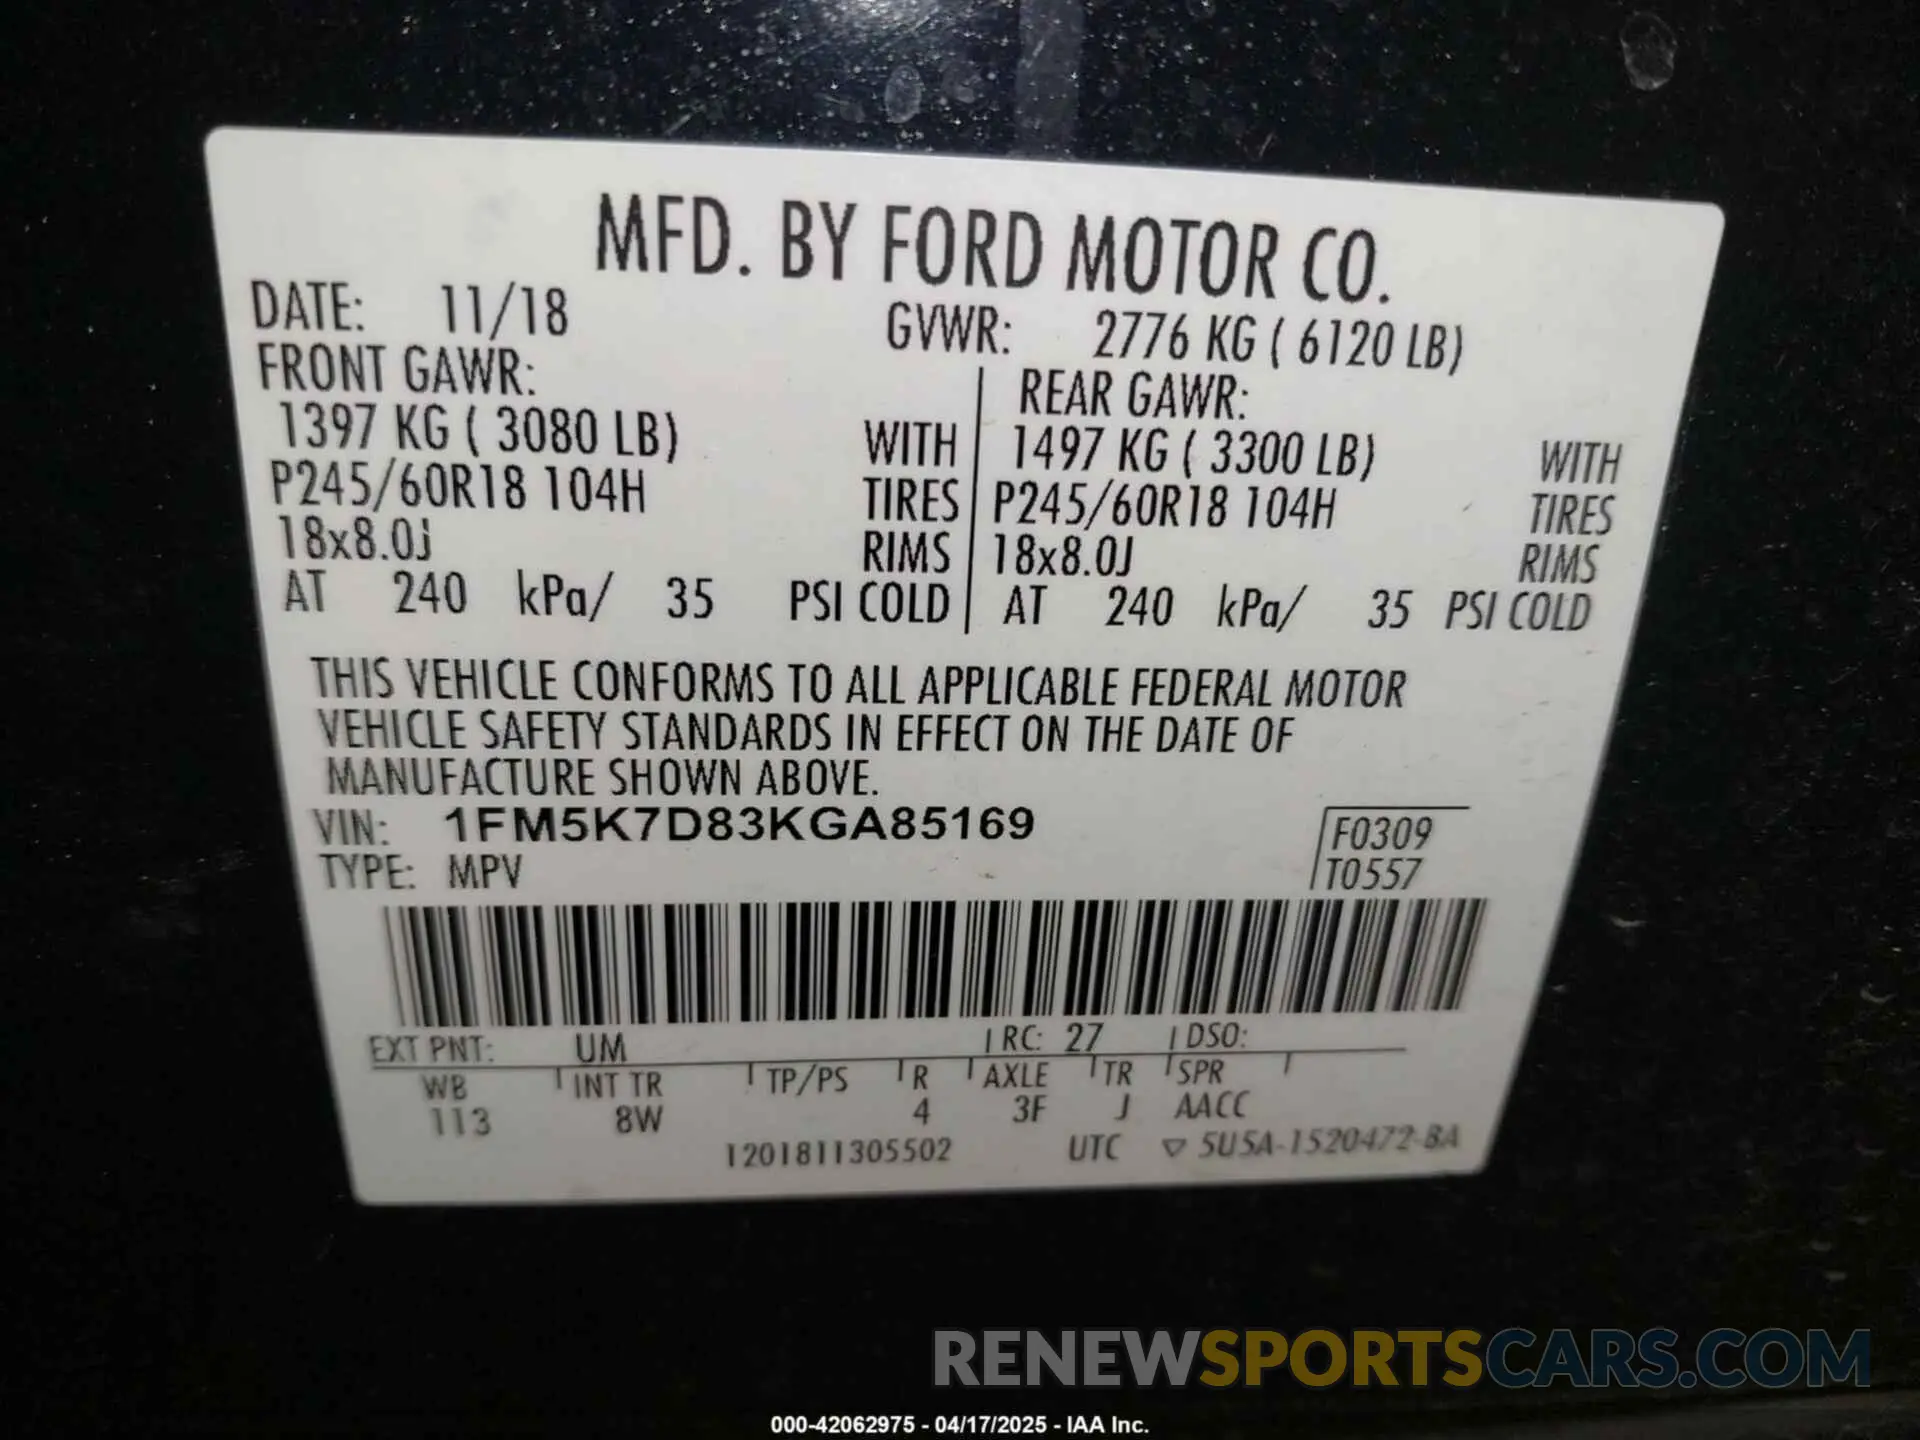 MFD. BY FORD MOTOR CO.
DATE: 11/18 GVWR: 2776 KG ( 6120 LB)
FRONT GAWR: REAR GAWR:
1397 KG ( 3080 LB) WITH 1497 KG ( 3300 LB) WITH
P245/60R18 104H TIRES P245/60R18 104H TIRES
18x8.0J RIMS 18x8.0J RIMS
AT 240 kPa/ 35 PSI COLD AT 240 kPa/ 35 PSI COLD
THIS VEHICLE CONFORMS TO ALL APPLICABLE FEDERAL MOTOR
VEHICLE SAFETY STANDARDS IN EFFECT ON THE DATE OF
MANUFACTURE SHOWN ABOVE.
VIN: 1FM5K7D83KGA85169 F0309
TYPE: MPV T0557
EXT PNT: UM RC: 27 DSO:
WB INT TR TP/PS R AXLE TR SPR
113 8W 4 3F J AACC
1201811305502 UTC ▽ 5U5A-1520472-BA
RENEWSPORTSCARS.COM
000-42062975 - 04/17/2025 - IAA Inc.